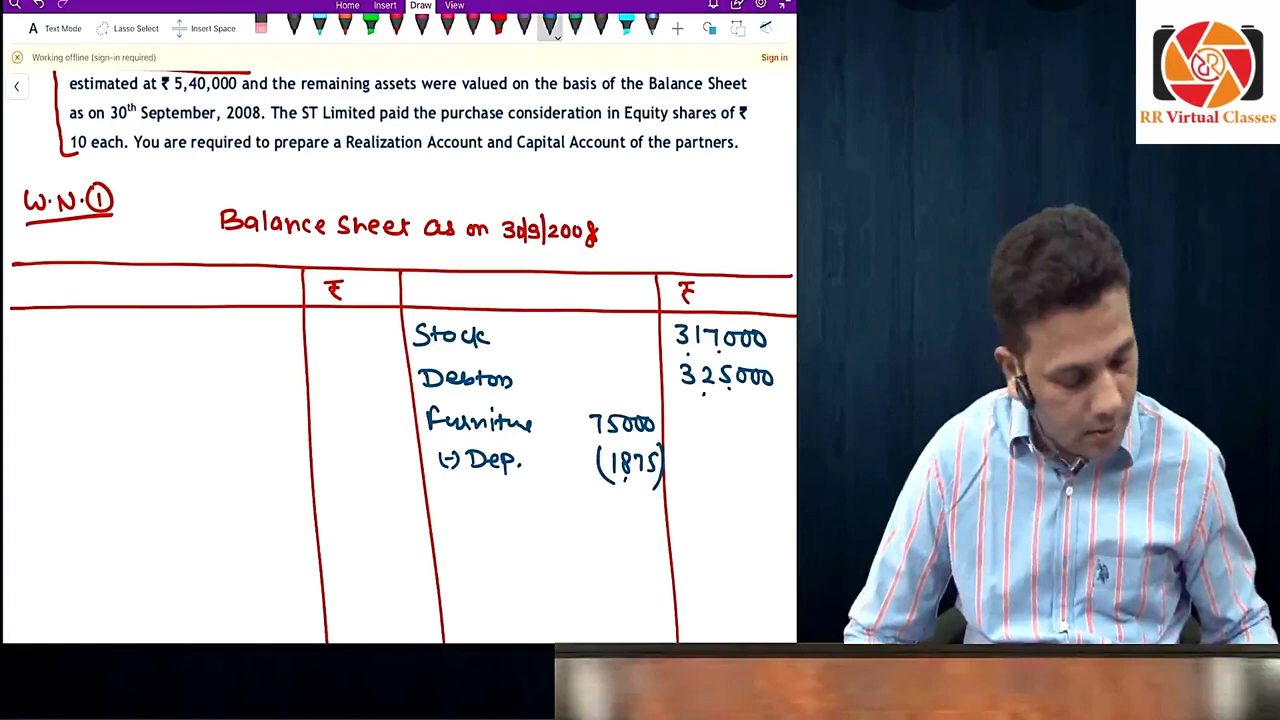 Home Insert Draw View
A Text Mode Lasso Select Insert Space
Working offline (sign-in required) Sign in
estimated at ₹ 5,40,000 and the remaining assets were valued on the basis of the Balance Sheet
as on 30th September, 2008. The ST Limited paid the purchase consideration in Equity shares of ₹
10 each. You are required to prepare a Realization Account and Capital Account of the partners.
RR Virtual Classes
W.N. ①
Balance Sheet as on 30/9/2008
₹ ₹
Stock 317000
Debtors 325000
Furniture 75000
(-) Dep. (1875)